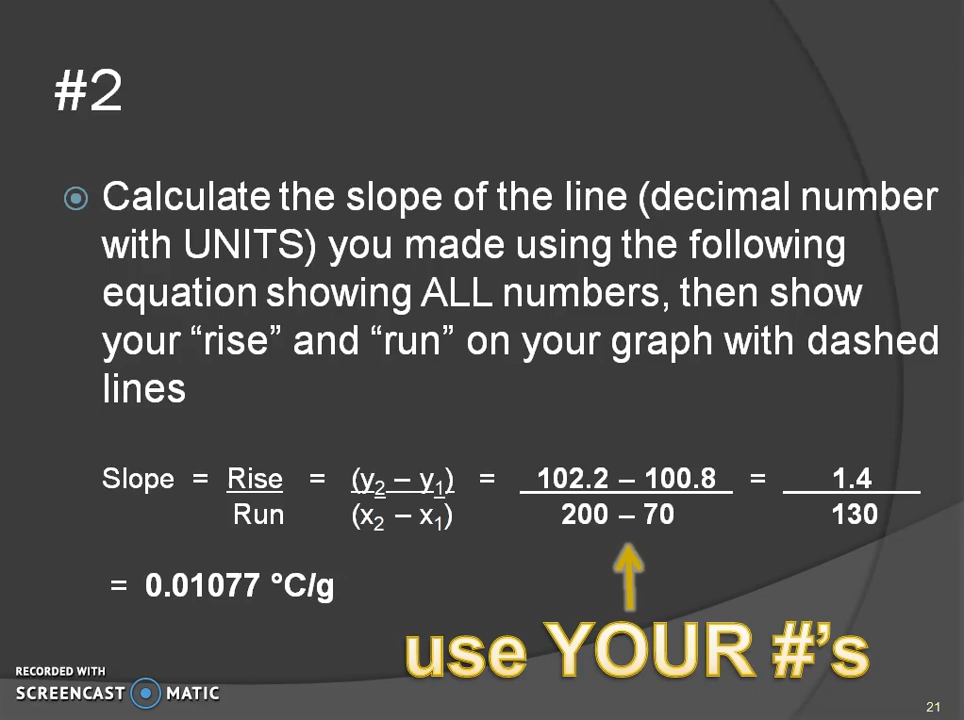 #2
Calculate the slope of the line (decimal number
with UNITS) you made using the following
equation showing ALL numbers, then show
your “rise” and “run” on your graph with dashed
lines
Slope = Rise = (y2 – y1) = 102.2 – 100.8 = 1.4
Run (x2 – x1) 200 – 70 130
= 0.01077 °C/g
use YOUR #’s
RECORDED WITH
SCREENCAST MATIC
21